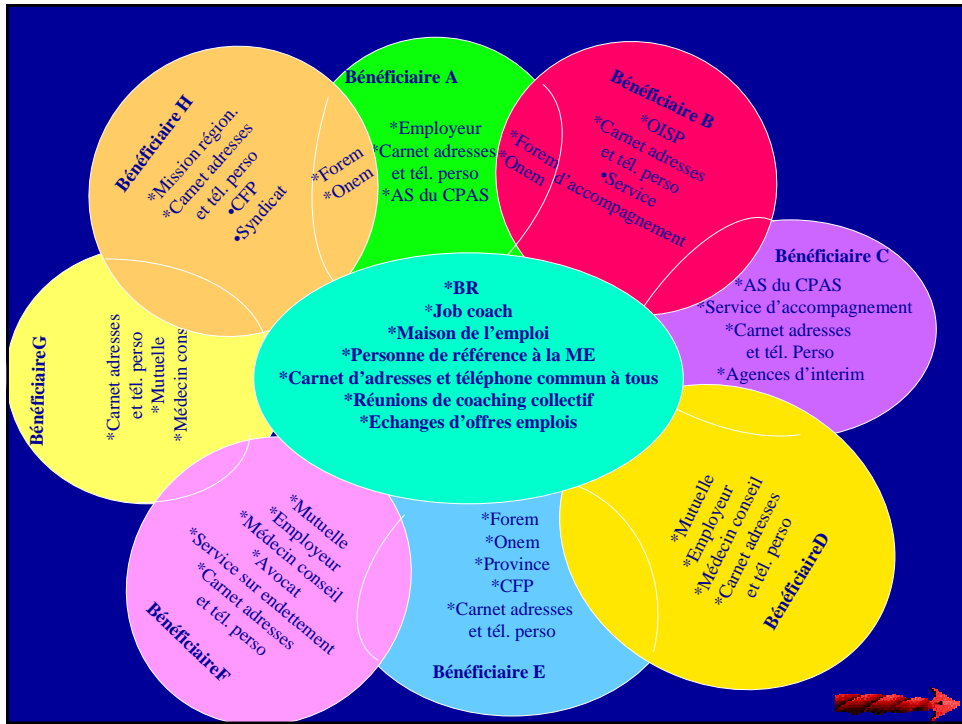 Bénéficiaire A
*Employeur
*Carnet adresses
et tél. perso
*AS du CPAS
Bénéficiaire B
*OISP
*Carnet adresses
et tél. perso
•Service
d’accompagnement
*Forem
*Onem
Bénéficiaire C
*AS du CPAS
*Service d’accompagnement
*Carnet adresses
et tél. Perso
*Agences d’interim
*Mutuelle
*Employeur
*Médecin conseil
*Carnet adresses
et tél. perso
BénéficiaireD
*Forem
*Onem
*Province
*CFP
*Carnet adresses
et tél. perso
Bénéficiaire E
*Mutuelle
*Employeur
*Médecin conseil
*Avocat
*Service sur endettement
*Carnet adresses
et tél. perso
BénéficiaireF
BénéficiaireG
*Carnet adresses
et tél. perso
*Mutuelle
*Médecin cons
Bénéficiaire H
*Mission région.
*Carnet adresses
et tél. perso
•CFP
•Syndicat
*Forem
*Onem
*BR
*Job coach
*Maison de l’emploi
*Personne de référence à la ME
*Carnet d’adresses et téléphone commun à tous
*Réunions de coaching collectif
*Echanges d’offres emplois